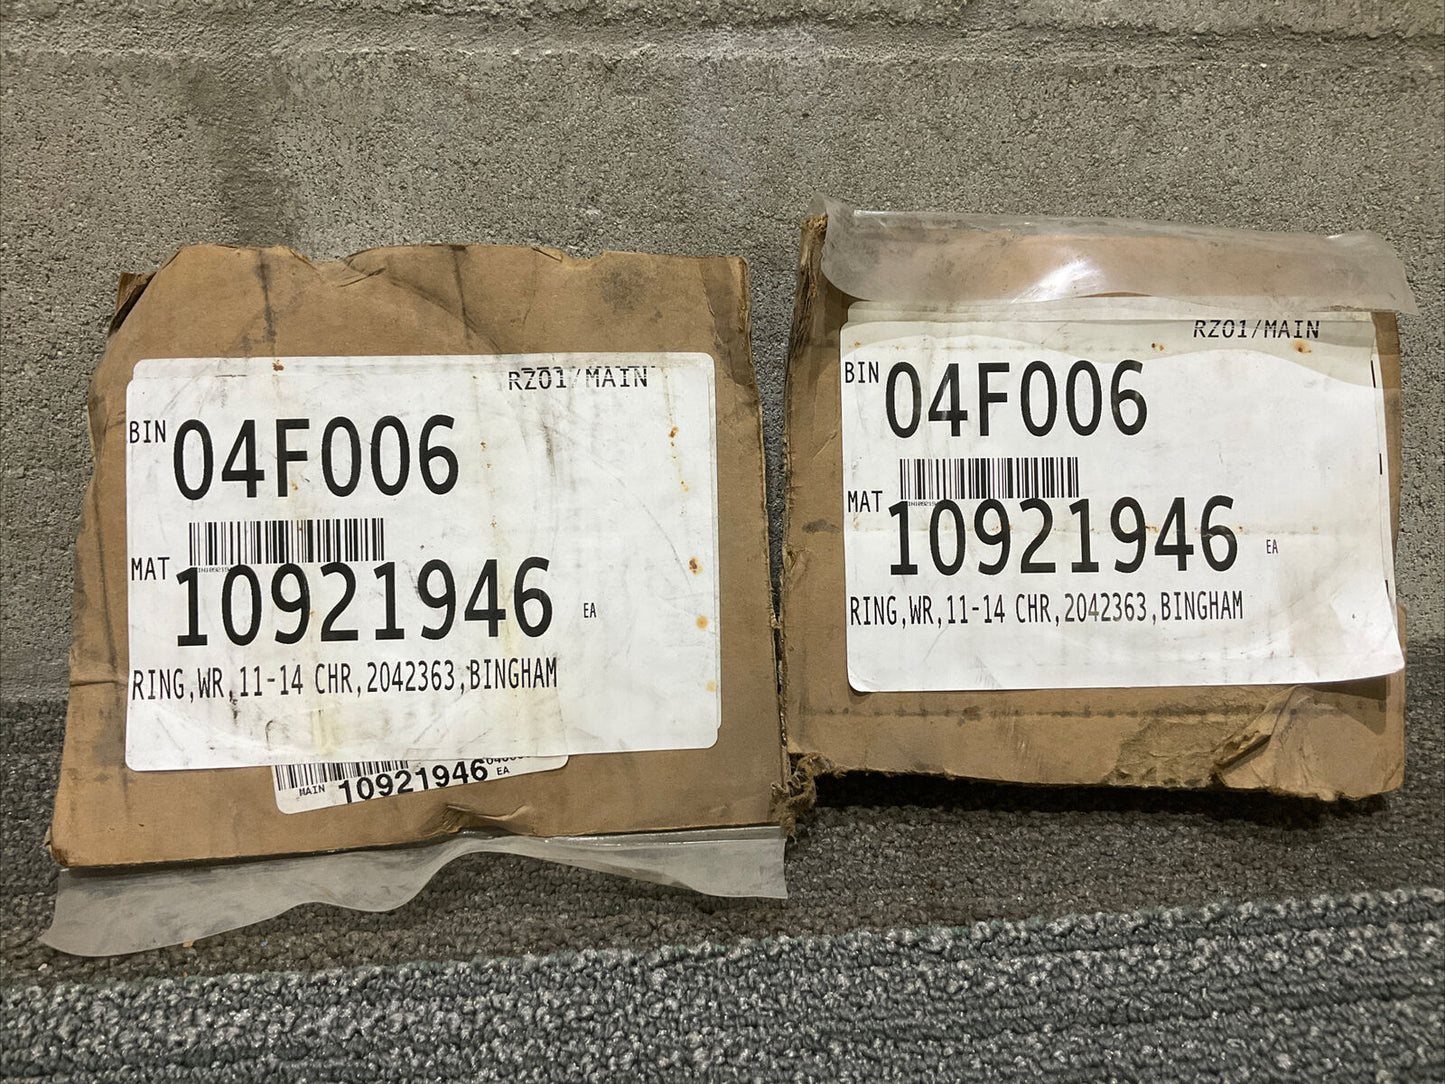 RZ01/MAIN
BIN 04F006
MAT 10921946 EA
RING,WR,11-14 CHR,2042363,BINGHAM
MAIN 10921946 EA
RZ01/MAIN
BIN 04F006
MAT 10921946 EA
RING,WR,11-14 CHR,2042363,BINGHAM